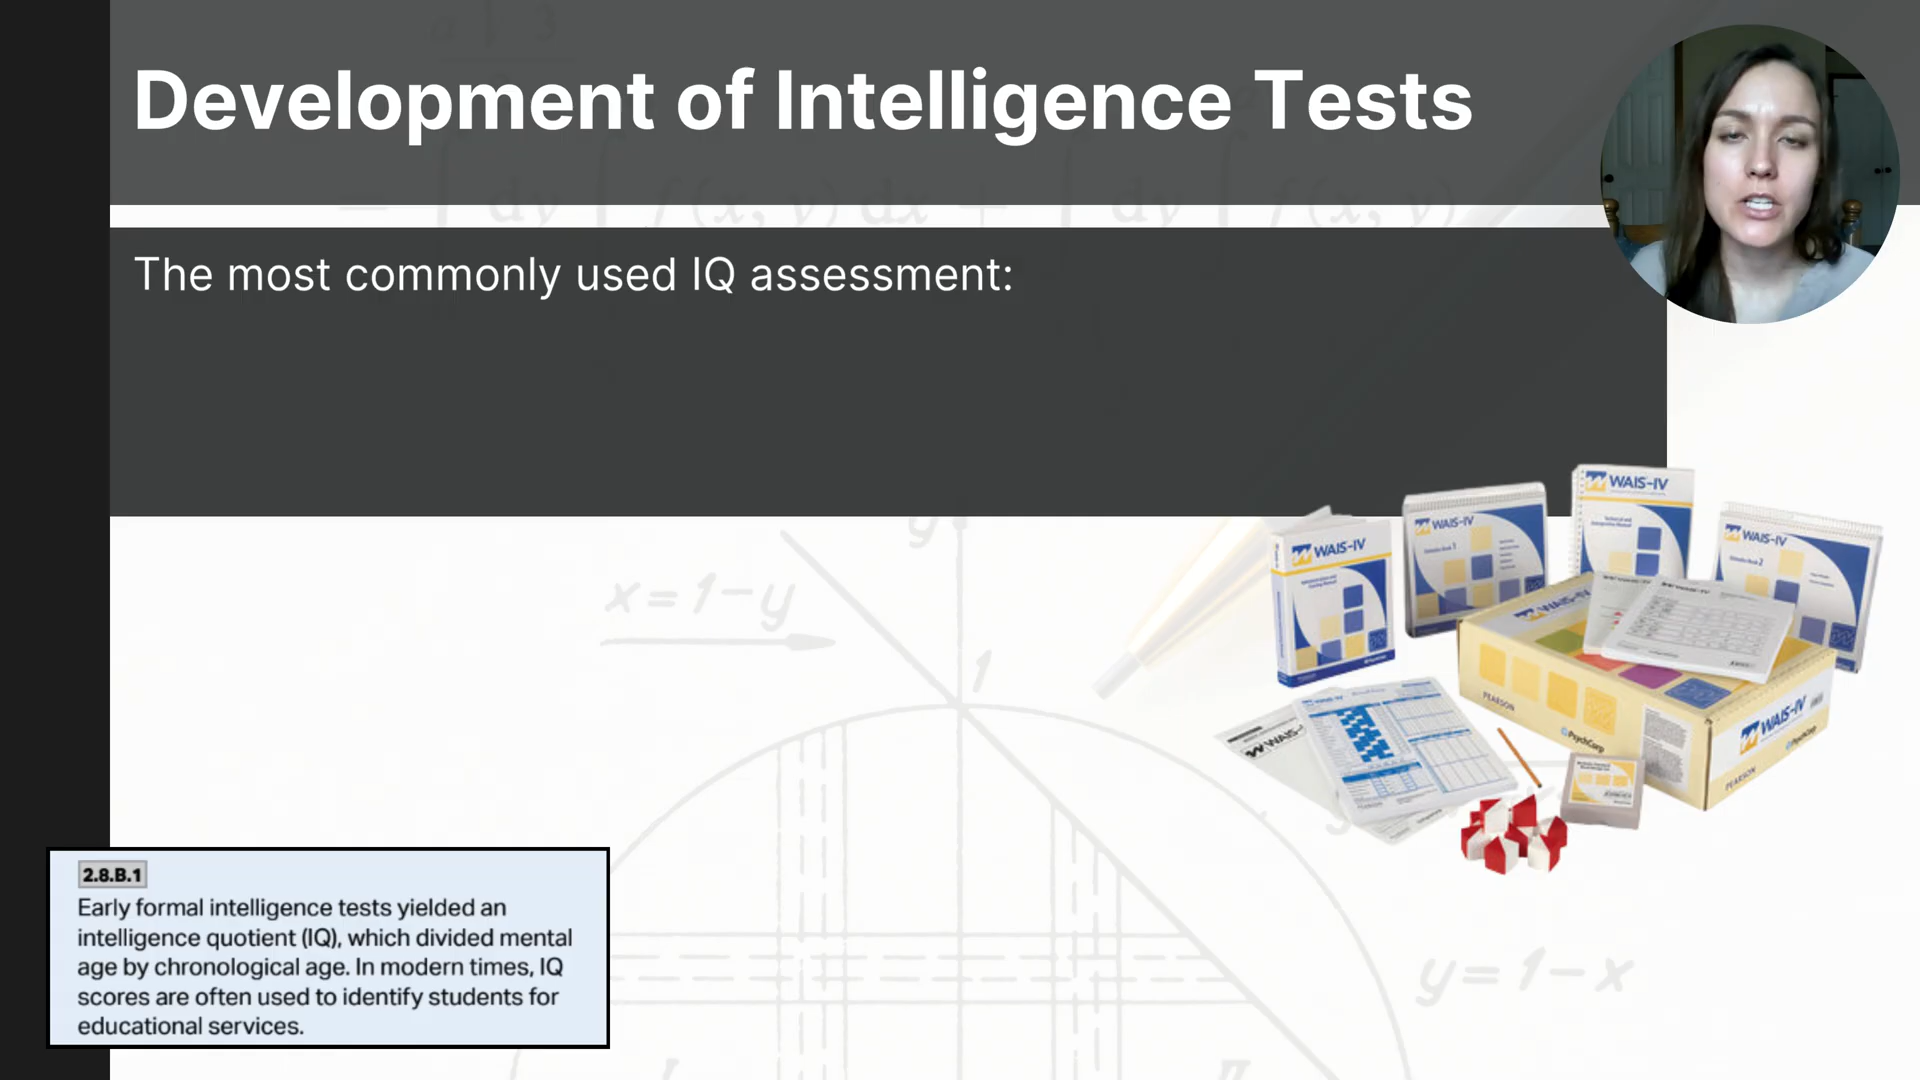 Development of Intelligence Tests
The most commonly used IQ assessment:
WAIS-IV
WAIS-IV
WAIS-IV
WAIS-IV
x=1-y
y
1
WAIS-IV
PEARSON
PsychCorp
WAIS-IV
PsychCorp
PEARSON
y=1-x
2.8.B.1
Early formal intelligence tests yielded an
intelligence quotient (IQ), which divided mental
age by chronological age. In modern times, IQ
scores are often used to identify students for
educational services.